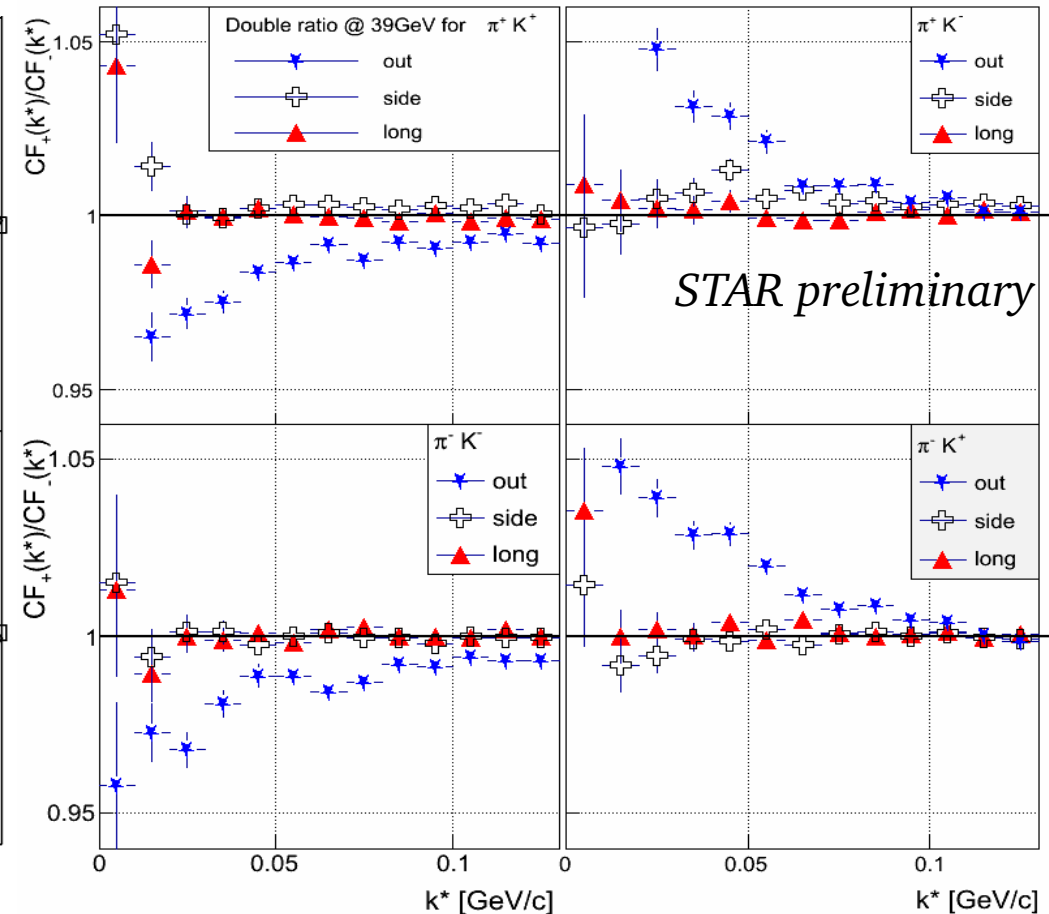 CF₊(k*)/CF₋(k*)
1.05
1
0.95
Double ratio @ 39GeV for π⁺ K⁺
out
side
long
π⁺ K⁻
out
side
long
STAR preliminary
CF₊(k*)/CF₋(k*)
1.05
1
0.95
π⁻ K⁻
out
side
long
π⁻ K⁺
out
side
long
0
0.05
0.1
k* [GeV/c]
0
0.05
0.1
k* [GeV/c]